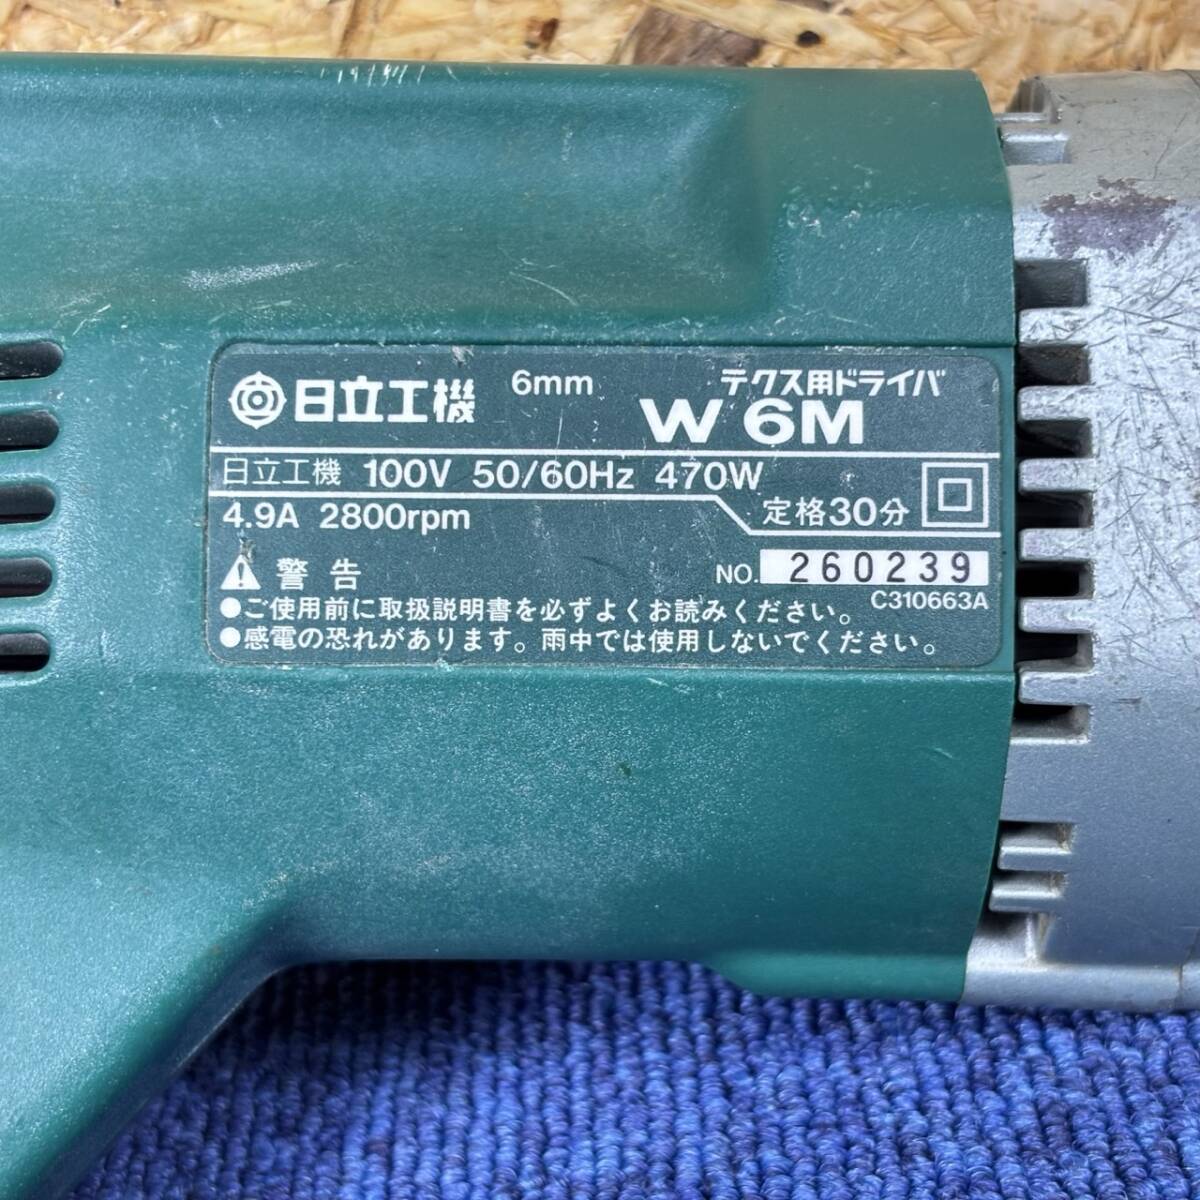 日立工機 6mm テクス用ドライバ
W 6M
日立工機 100V 50/60Hz 470W
4.9A 2800rpm 定格30分
警告 NO. 260239
C310663A
●ご使用前に取扱説明書を必ずよくお読みください。
●感電の恐れがあります。雨中では使用しないでください。